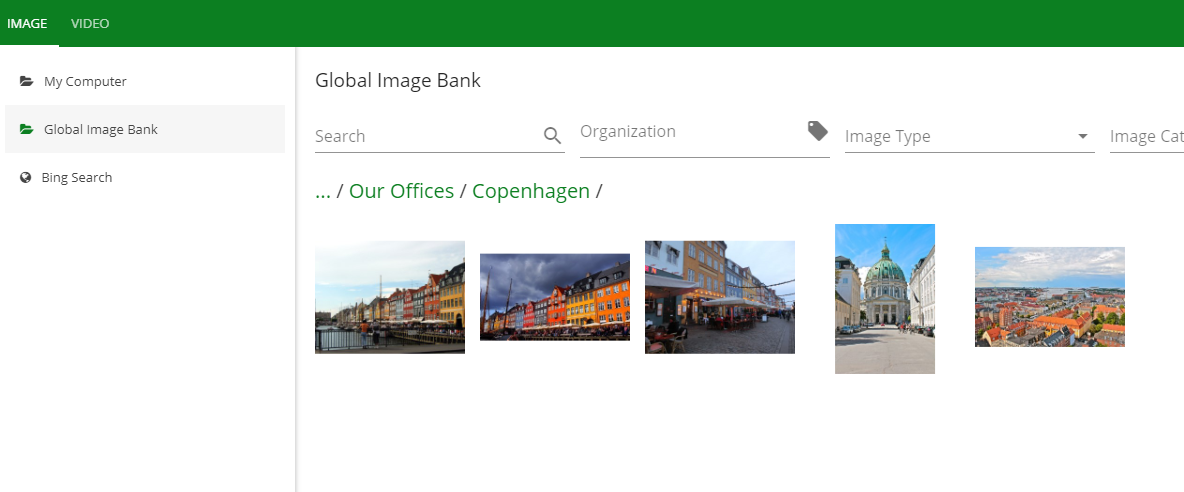 IMAGE VIDEO
My Computer
Global Image Bank
Bing Search
Global Image Bank
Search Organization Image Type Image Cat
... / Our Offices / Copenhagen /